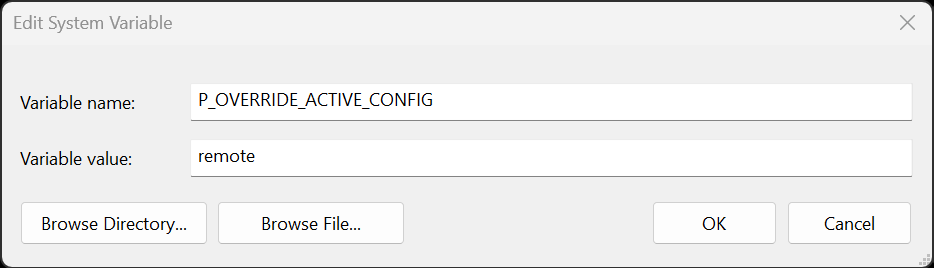 Edit System Variable
Variable name: P_OVERRIDE_ACTIVE_CONFIG
Variable value: remote
Browse Directory... Browse File... OK Cancel